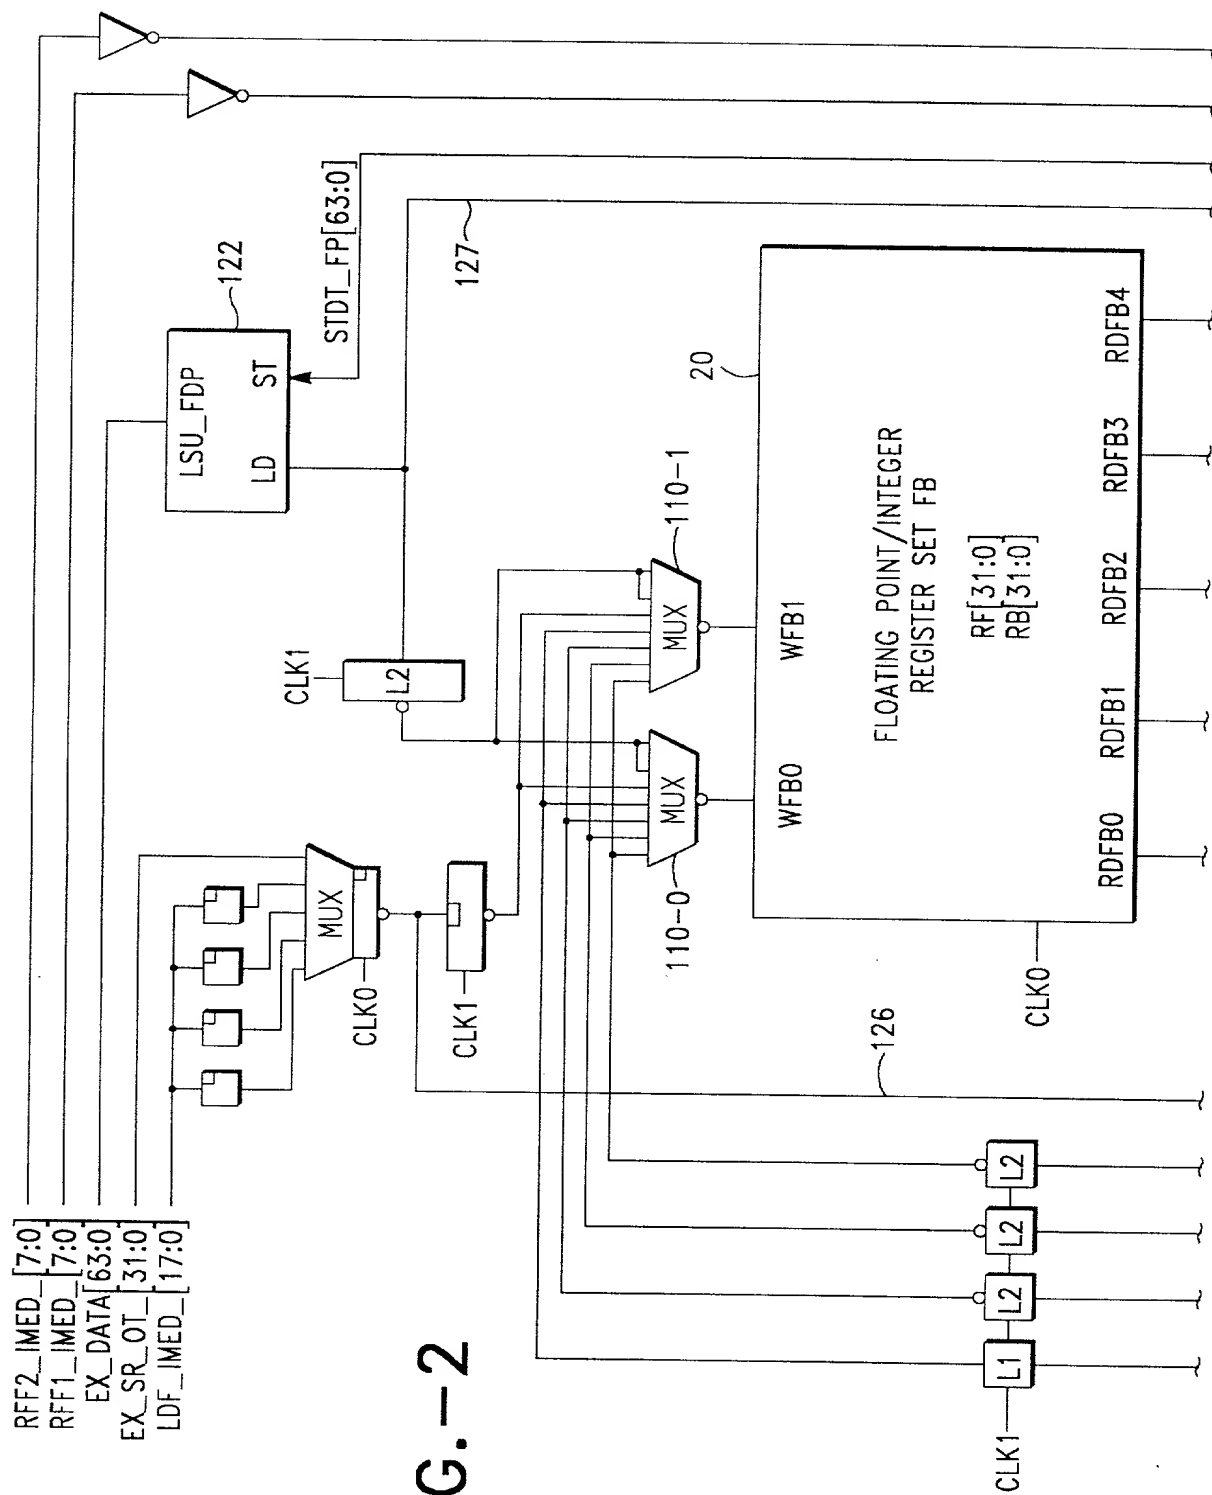 RFF2_IMED_[7:0]
RFF1_IMED_[7:0]
EX_DATA[63:0]
EX_SR_OT_[31:0]
LDF_IMED_[17:0]
LSU_FDP
LD
ST
122
STDT_FP[63:0]
127
CLK1
L2
MUX
CLK0
CLK1
MUX
110-0
MUX
110-1
20
WFB0
WFB1
FLOATING POINT/INTEGER
REGISTER SET FB
RF[31:0]
RB[31:0]
RDFB0
RDFB1
RDFB2
RDFB3
RDFB4
CLK0
126
CLK1
L1
L2
L2
L2
G.-2